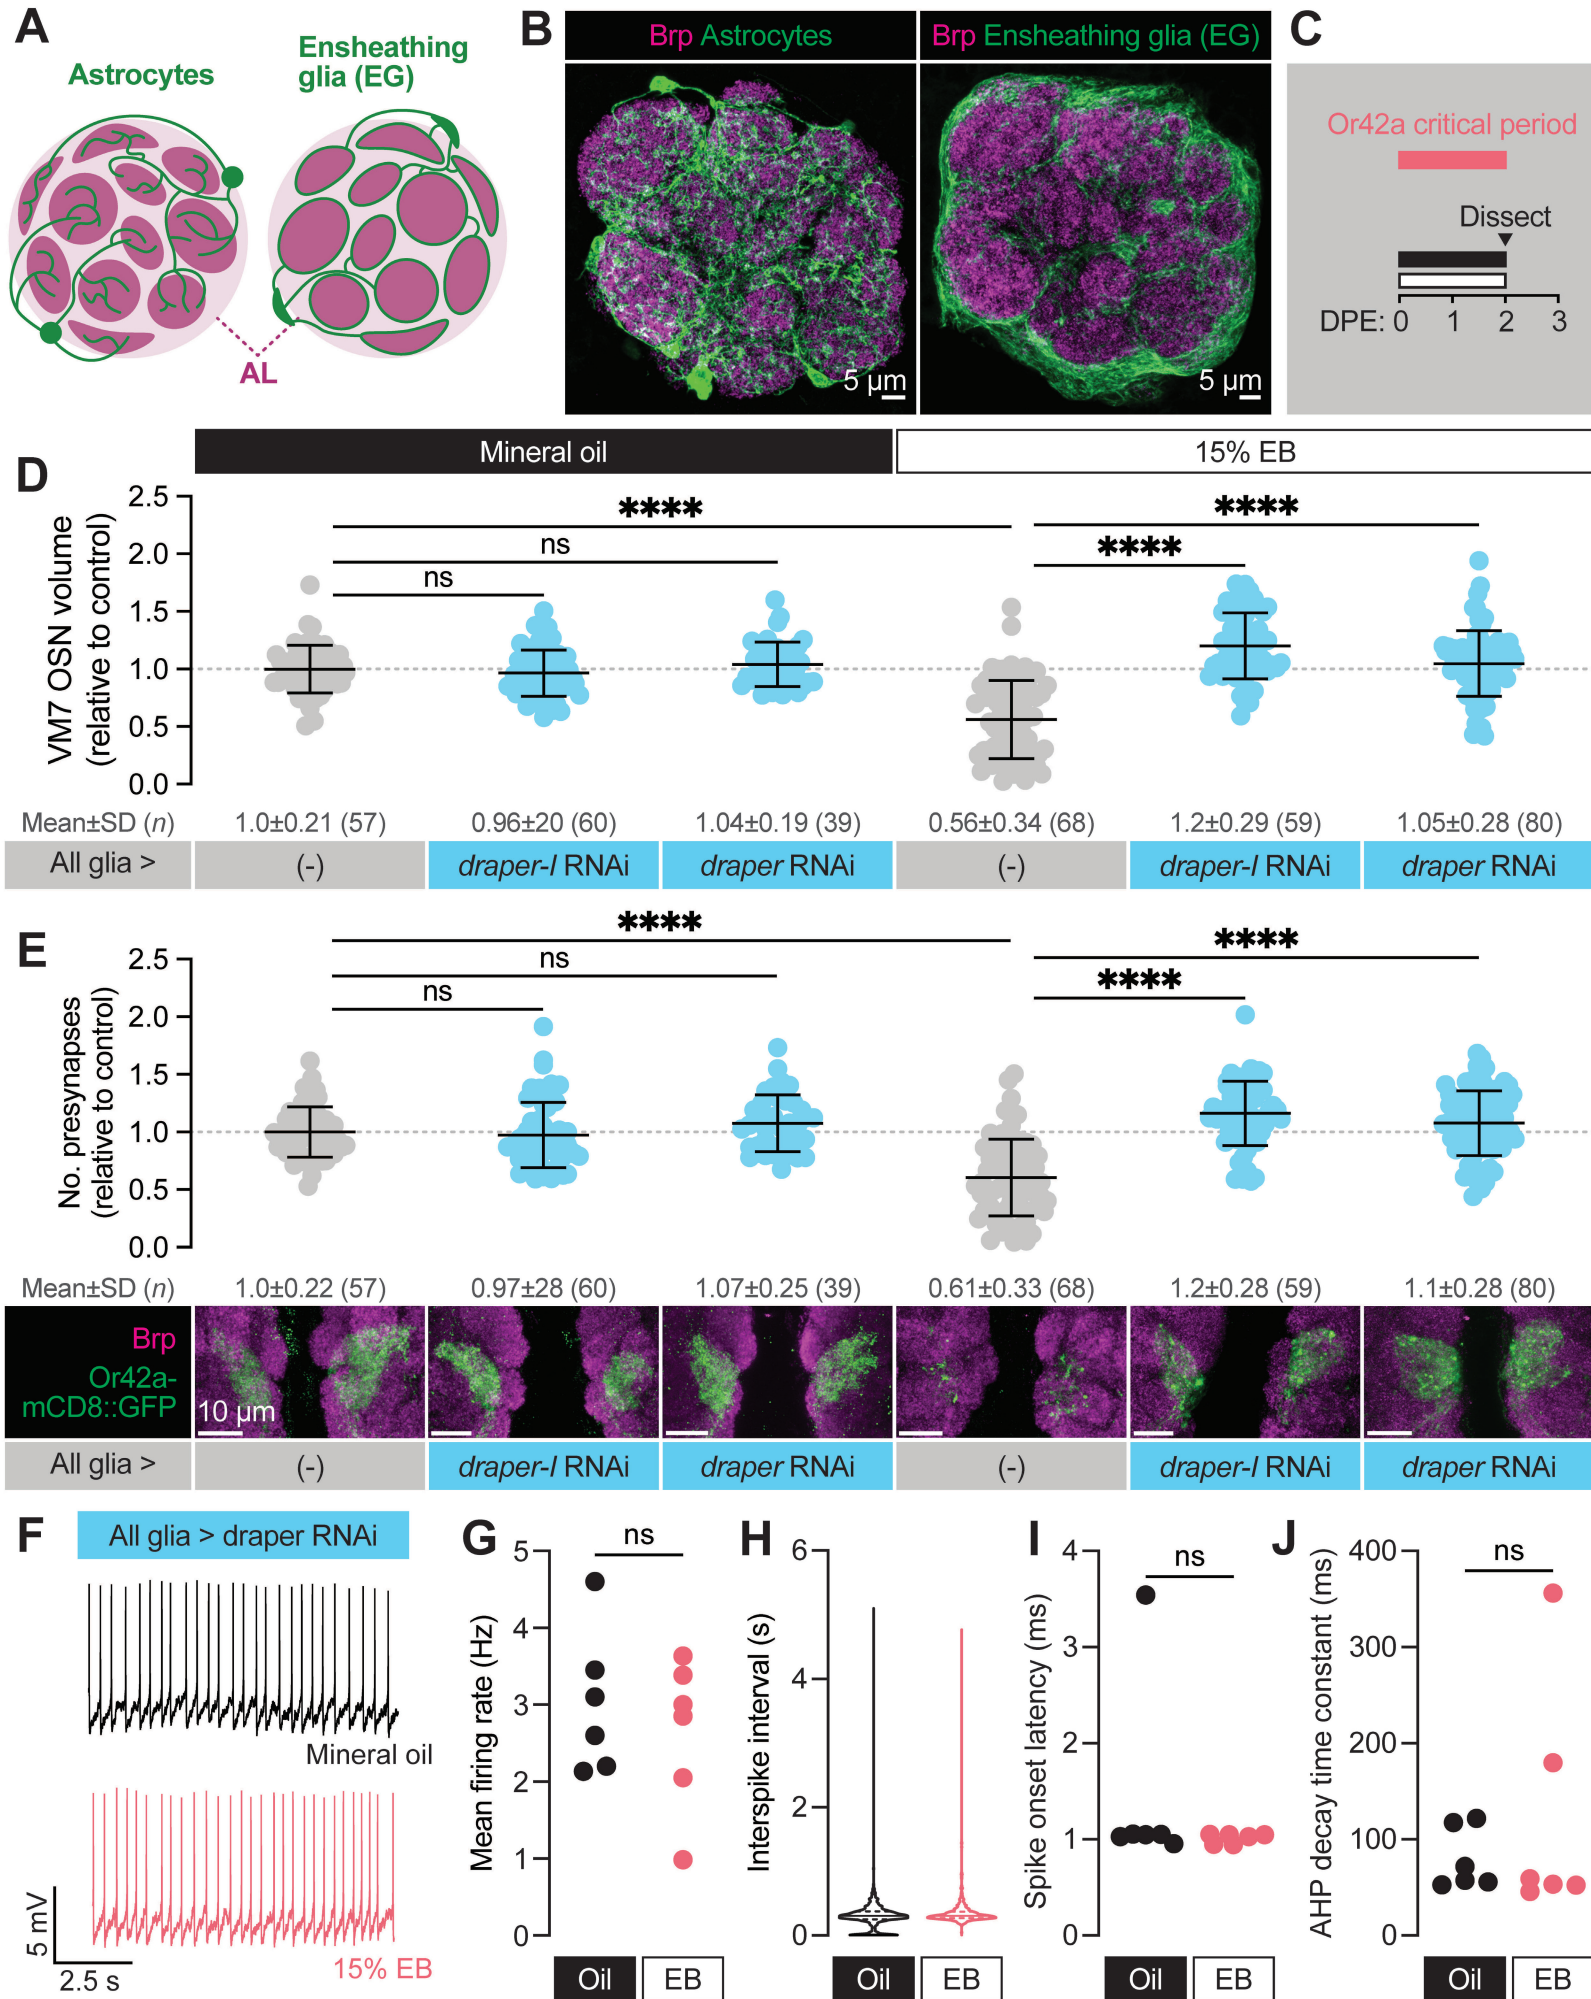 A
Astrocytes
Ensheathing
glia (EG)
AL
B
Brp Astrocytes
Brp Ensheathing glia (EG)
5 µm
5 µm
C
Or42a critical period
Dissect
DPE: 0 1 2 3
Mineral oil
15% EB
D
VM7 OSN volume
(relative to control)
2.5
2.0
1.5
1.0
0.5
0.0
ns
ns
****
****
****
Mean±SD (n) 1.0±0.21 (57) 0.96±20 (60) 1.04±0.19 (39) 0.56±0.34 (68) 1.2±0.29 (59) 1.05±0.28 (80)
All glia > (-) draper-I RNAi draper RNAi (-) draper-I RNAi draper RNAi
E
No. presynapses
(relative to control)
2.5
2.0
1.5
1.0
0.5
0.0
ns
ns
****
****
****
Mean±SD (n) 1.0±0.22 (57) 0.97±28 (60) 1.07±0.25 (39) 0.61±0.33 (68) 1.2±0.28 (59) 1.1±0.28 (80)
Brp
Or42a-
mCD8::GFP
10 µm
All glia > (-) draper-I RNAi draper RNAi (-) draper-I RNAi draper RNAi
F
All glia > draper RNAi
Mineral oil
15% EB
5 mV
2.5 s
G
Mean firing rate (Hz)
5
4
3
2
1
0
ns
Oil EB
H
Interspike interval (s)
6
4
2
0
Oil EB
I
Spike onset latency (ms)
4
3
2
1
0
ns
Oil EB
J
AHP decay time constant (ms)
400
300
200
100
0
ns
Oil EB